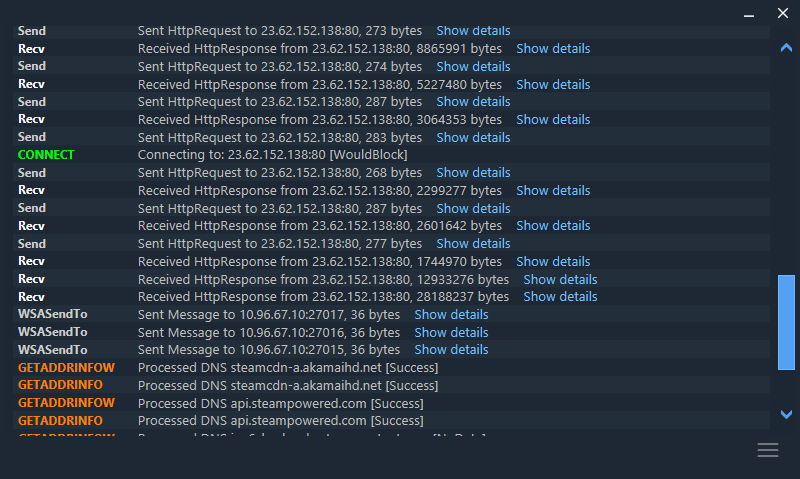 Send Sent HttpRequest to 23.62.152.138:80, 273 bytes Show details
Recv Received HttpResponse from 23.62.152.138:80, 8865991 bytes Show details
Send Sent HttpRequest to 23.62.152.138:80, 274 bytes Show details
Recv Received HttpResponse from 23.62.152.138:80, 5227480 bytes Show details
Send Sent HttpRequest to 23.62.152.138:80, 287 bytes Show details
Recv Received HttpResponse from 23.62.152.138:80, 3064353 bytes Show details
Send Sent HttpRequest to 23.62.152.138:80, 283 bytes Show details
CONNECT Connecting to: 23.62.152.138:80 [WouldBlock]
Send Sent HttpRequest to 23.62.152.138:80, 268 bytes Show details
Recv Received HttpResponse from 23.62.152.138:80, 2299277 bytes Show details
Send Sent HttpRequest to 23.62.152.138:80, 287 bytes Show details
Recv Received HttpResponse from 23.62.152.138:80, 2601642 bytes Show details
Send Sent HttpRequest to 23.62.152.138:80, 277 bytes Show details
Recv Received HttpResponse from 23.62.152.138:80, 1744970 bytes Show details
Recv Received HttpResponse from 23.62.152.138:80, 12933276 bytes Show details
Recv Received HttpResponse from 23.62.152.138:80, 28188237 bytes Show details
WSASendTo Sent Message to 10.96.67.10:27017, 36 bytes Show details
WSASendTo Sent Message to 10.96.67.10:27016, 36 bytes Show details
WSASendTo Sent Message to 10.96.67.10:27015, 36 bytes Show details
GETADDRINFOW Processed DNS steamcdn-a.akamaihd.net [Success]
GETADDRINFO Processed DNS steamcdn-a.akamaihd.net [Success]
GETADDRINFOW Processed DNS api.steampowered.com [Success]
GETADDRINFO Processed DNS api.steampowered.com [Success]
GETADDRINFOW Processed DNS